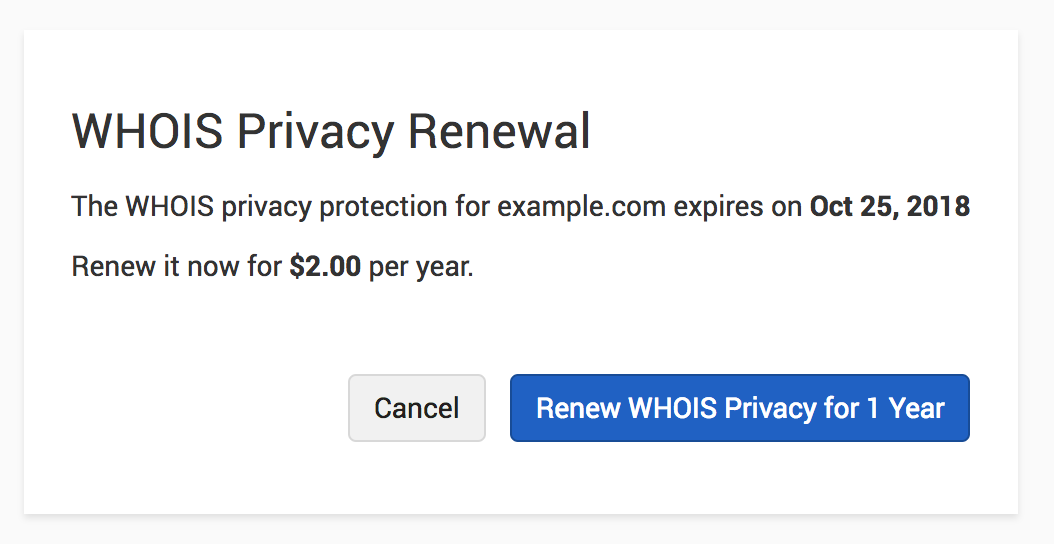 WHOIS Privacy Renewal
The WHOIS privacy protection for example.com expires on Oct 25, 2018
Renew it now for $2.00 per year.
Cancel
Renew WHOIS Privacy for 1 Year